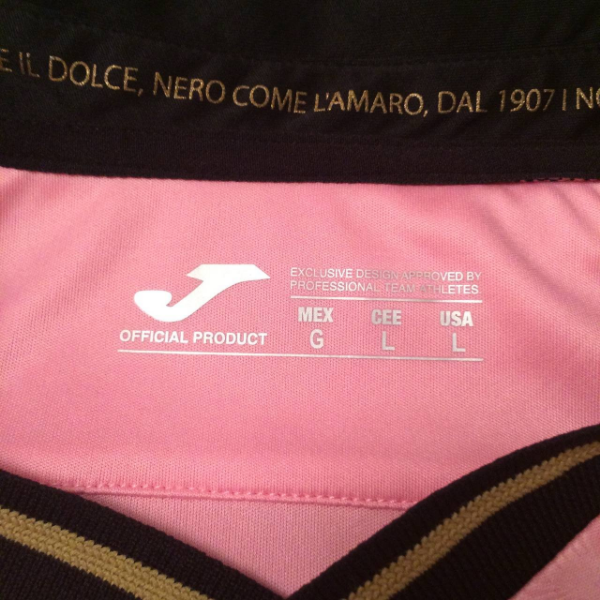 E IL DOLCE, NERO COME L'AMARO, DAL 1907 | NO
EXCLUSIVE DESIGN APPROVED BY
PROFESSIONAL TEAM ATHLETES
OFFICIAL PRODUCT
MEX CEE USA
G L L